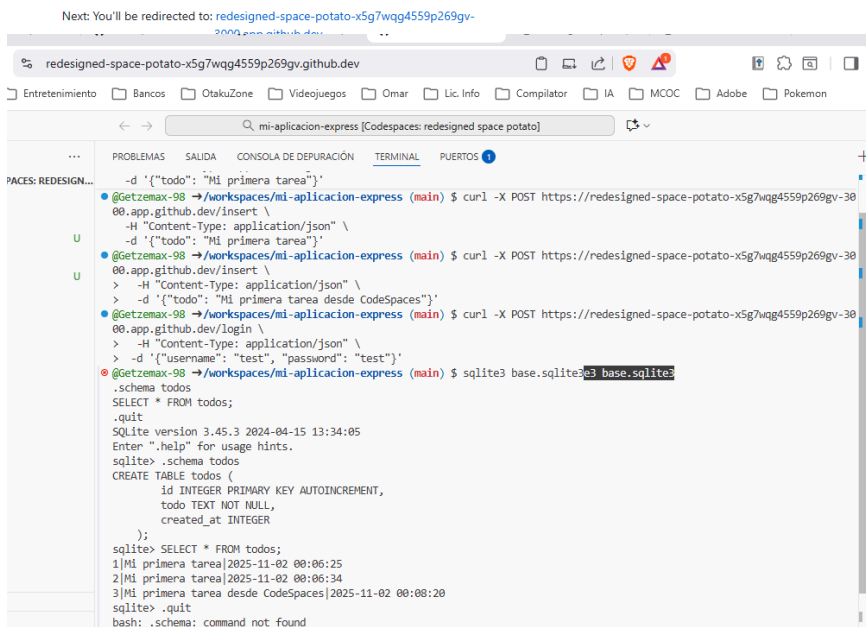 Next: You'll be redirected to: redesigned-space-potato-x5g7wqg4559p269gv-
3000.app.github.dev
redesigned-space-potato-x5g7wqg4559p269gv.github.dev
Entretenimiento Bancos OtakuZone Videojuegos Omar Lic. Info Compilator IA MCOC Adobe Pokemon
mi-aplicacion-express [Codespaces: redesigned space potato]
PROBLEMAS SALIDA CONSOLA DE DEPURACIÓN TERMINAL PUERTOS 1
PACES: REDESIGN...
-d '{"todo": "Mi primera tarea"}'
@Getzemax-98 →/workspaces/mi-aplicacion-express (main) $ curl -X POST https://redesigned-space-potato-x5g7wqg4559p269gv-30
00.app.github.dev/insert \
-H "Content-Type: application/json" \
U
-d '{"todo": "Mi primera tarea"}'
@Getzemax-98 →/workspaces/mi-aplicacion-express (main) $ curl -X POST https://redesigned-space-potato-x5g7wqg4559p269gv-30
00.app.github.dev/insert \
U
> -H "Content-Type: application/json" \
> -d '{"todo": "Mi primera tarea desde CodeSpaces"}'
@Getzemax-98 →/workspaces/mi-aplicacion-express (main) $ curl -X POST https://redesigned-space-potato-x5g7wqg4559p269gv-30
00.app.github.dev/login \
> -H "Content-Type: application/json" \
> -d '{"username": "test", "password": "test"}'
@Getzemax-98 →/workspaces/mi-aplicacion-express (main) $ sqlite3 base.sqlite3e3 base.sqlite3
.schema todos
SELECT * FROM todos;
.quit
SQLite version 3.45.3 2024-04-15 13:34:05
Enter ".help" for usage hints.
sqlite> .schema todos
CREATE TABLE todos (
id INTEGER PRIMARY KEY AUTOINCREMENT,
todo TEXT NOT NULL,
created_at INTEGER
);
sqlite> SELECT * FROM todos;
1|Mi primera tarea|2025-11-02 00:06:25
2|Mi primera tarea|2025-11-02 00:06:34
3|Mi primera tarea desde CodeSpaces|2025-11-02 00:08:20
sqlite> .quit
bash: .schema: command not found